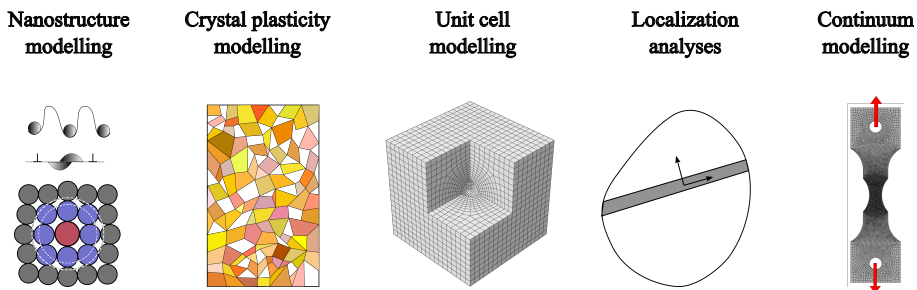 Nanostructure
modelling
Crystal plasticity
modelling
Unit cell
modelling
Localization
analyses
Continuum
modelling